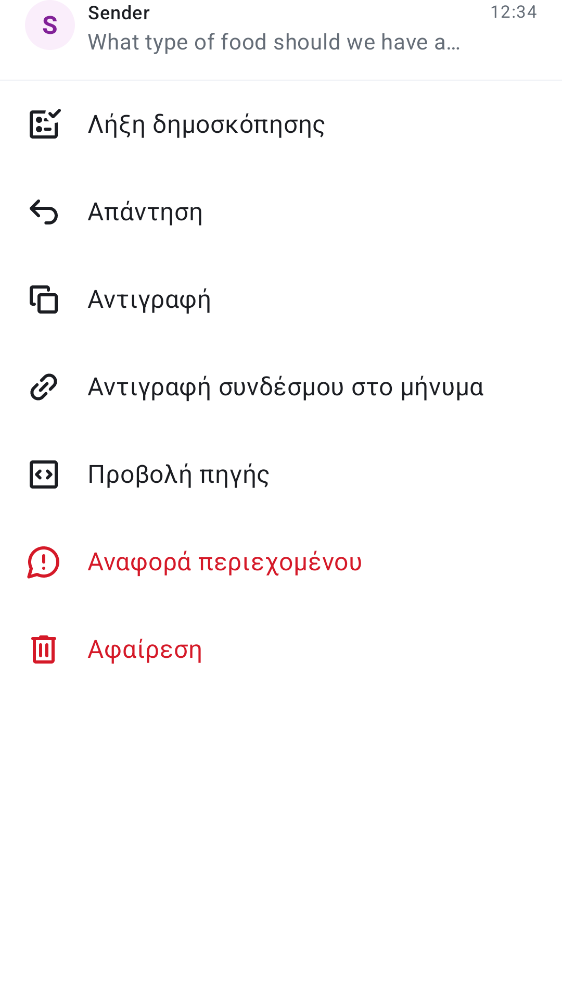 S
Sender
12:34
What type of food should we have a...
Λήξη δημοσκόπησης
Απάντηση
Αντιγραφή
Αντιγραφή συνδέσμου στο μήνυμα
Προβολή πηγής
Αναφορά περιεχομένου
Αφαίρεση